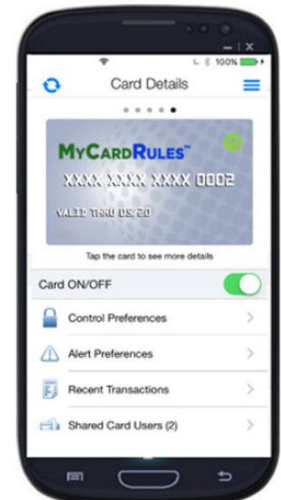 100%
Card Details
MYCARDRULES™
XXXX XXXX XXXX 0002
VALID THRU 05/20
Tap the card to see more details
Card ON/OFF
Control Preferences
Alert Preferences
Recent Transactions
Shared Card Users (2)